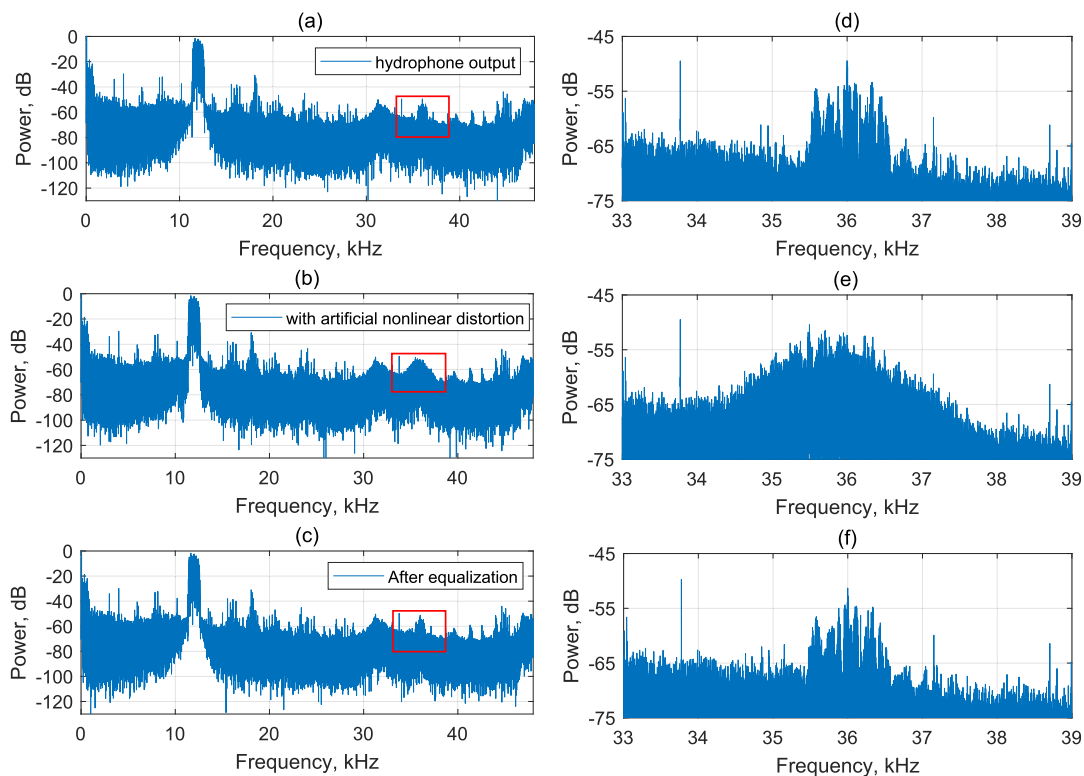 (a)
0
-20
-40
-60
-80
-100
-120
Power, dB
hydrophone output
0 10 20 30 40
Frequency, kHz
(d)
-45
-55
-65
-75
Power, dB
33 34 35 36 37 38 39
Frequency, kHz
(b)
0
-20
-40
-60
-80
-100
-120
Power, dB
with artificial nonlinear distortion
0 10 20 30 40
Frequency, kHz
(e)
-45
-55
-65
-75
Power, dB
33 34 35 36 37 38 39
Frequency, kHz
(c)
0
-20
-40
-60
-80
-100
-120
Power, dB
After equalization
0 10 20 30 40
Frequency, kHz
(f)
-45
-55
-65
-75
Power, dB
33 34 35 36 37 38 39
Frequency, kHz